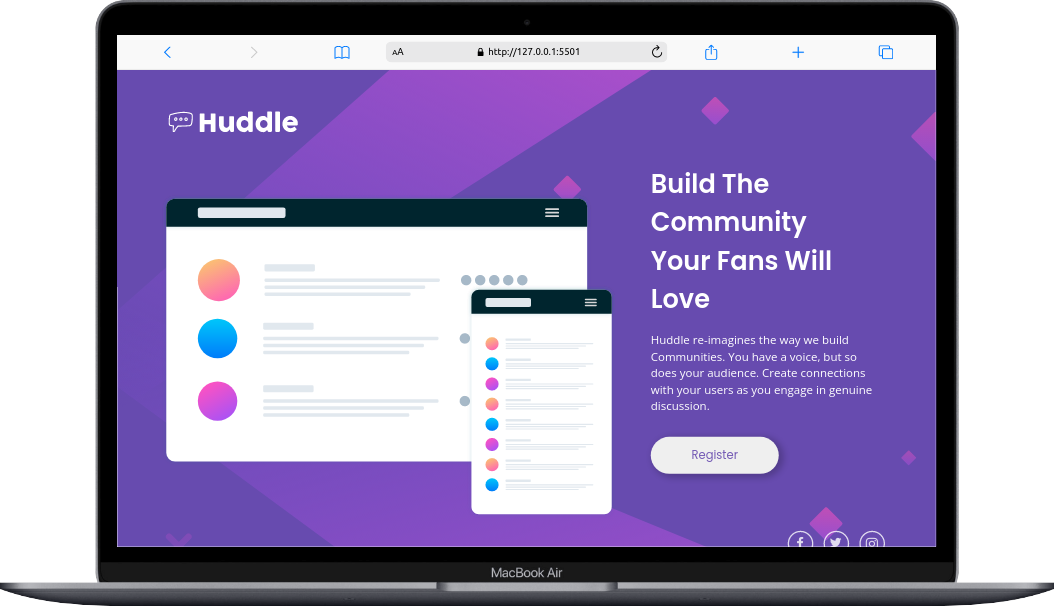 AA
http://127.0.0.1:5501
Huddle
Build The
Community
Your Fans Will
Love
Huddle re-imagines the way we build
Communities. You have a voice, but so
does your audience. Create connections
with your users as you engage in genuine
discussion.
Register
MacBook Air